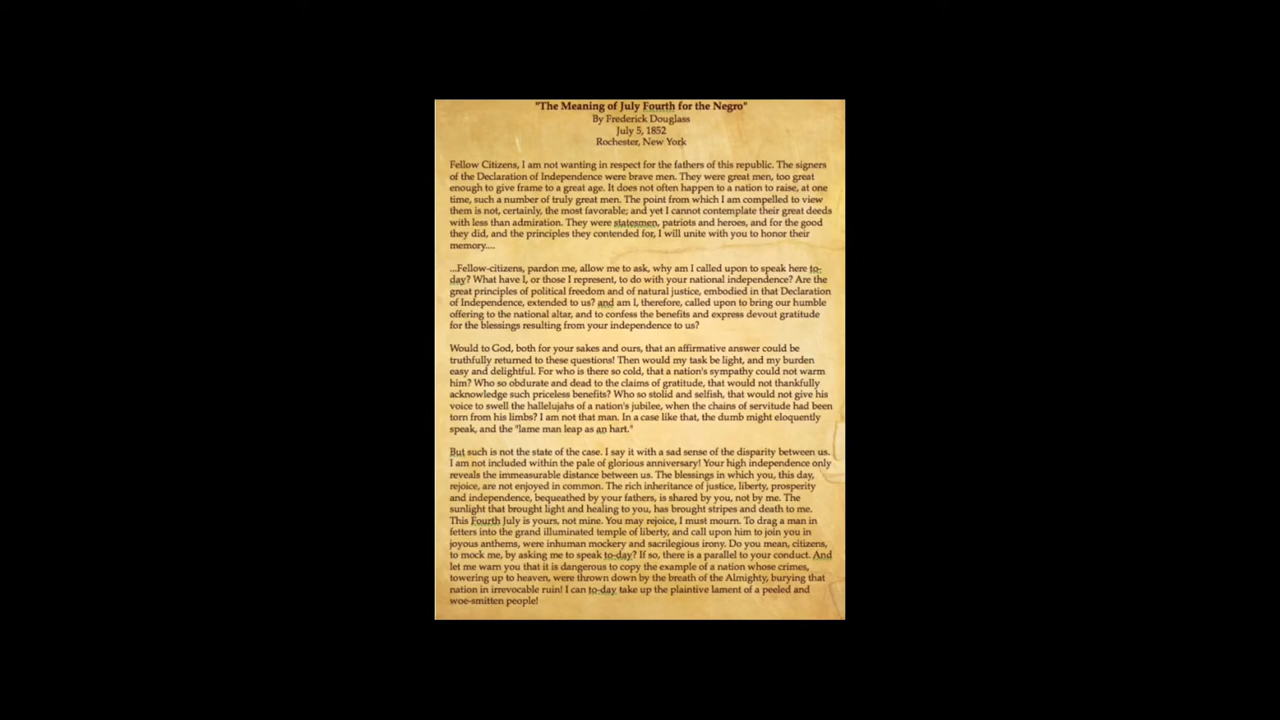 "The Meaning of July Fourth for the Negro"
By Frederick Douglass
July 5, 1852
Rochester, New York
Fellow Citizens, I am not wanting in respect for the fathers of this republic. The signers
of the Declaration of Independence were brave men. They were great men, too great
enough to give frame to a great age. It does not often happen to a nation to raise, at one
time, such a number of truly great men. The point from which I am compelled to view
them is not, certainly, the most favorable; and yet I cannot contemplate their great deeds
with less than admiration. They were statesmen, patriots and heroes, and for the good
they did, and the principles they contended for, I will unite with you to honor their
memory....
...Fellow-citizens, pardon me, allow me to ask, why am I called upon to speak here to-
day? What have I, or those I represent, to do with your national independence? Are the
great principles of political freedom and of natural justice, embodied in that Declaration
of Independence, extended to us? and am I, therefore, called upon to bring our humble
offering to the national altar, and to confess the benefits and express devout gratitude
for the blessings resulting from your independence to us?
Would to God, both for your sakes and ours, that an affirmative answer could be
truthfully returned to these questions! Then would my task be light, and my burden
easy and delightful. For who is there so cold, that a nation's sympathy could not warm
him? Who so obdurate and dead to the claims of gratitude, that would not thankfully
acknowledge such priceless benefits? Who so stolid and selfish, that would not give his
voice to swell the hallelujahs of a nation's jubilee, when the chains of servitude had been
torn from his limbs? I am not that man. In a case like that, the dumb might eloquently
speak, and the "lame man leap as an hart."
But such is not the state of the case. I say it with a sad sense of the disparity between us.
I am not included within the pale of glorious anniversary! Your high independence only
reveals the immeasurable distance between us. The blessings in which you, this day,
rejoice, are not enjoyed in common. The rich inheritance of justice, liberty, prosperity
and independence, bequeathed by your fathers, is shared by you, not by me. The
sunlight that brought light and healing to you, has brought stripes and death to me.
This Fourth July is yours, not mine. You may rejoice, I must mourn. To drag a man in
fetters into the grand illuminated temple of liberty, and call upon him to join you in
joyous anthems, were inhuman mockery and sacrilegious irony. Do you mean, citizens,
to mock me, by asking me to speak to-day? If so, there is a parallel to your conduct. And
let me warn you that it is dangerous to copy the example of a nation whose crimes,
towering up to heaven, were thrown down by the breath of the Almighty, burying that
nation in irrevocable ruin! I can to-day take up the plaintive lament of a peeled and
woe-smitten people!